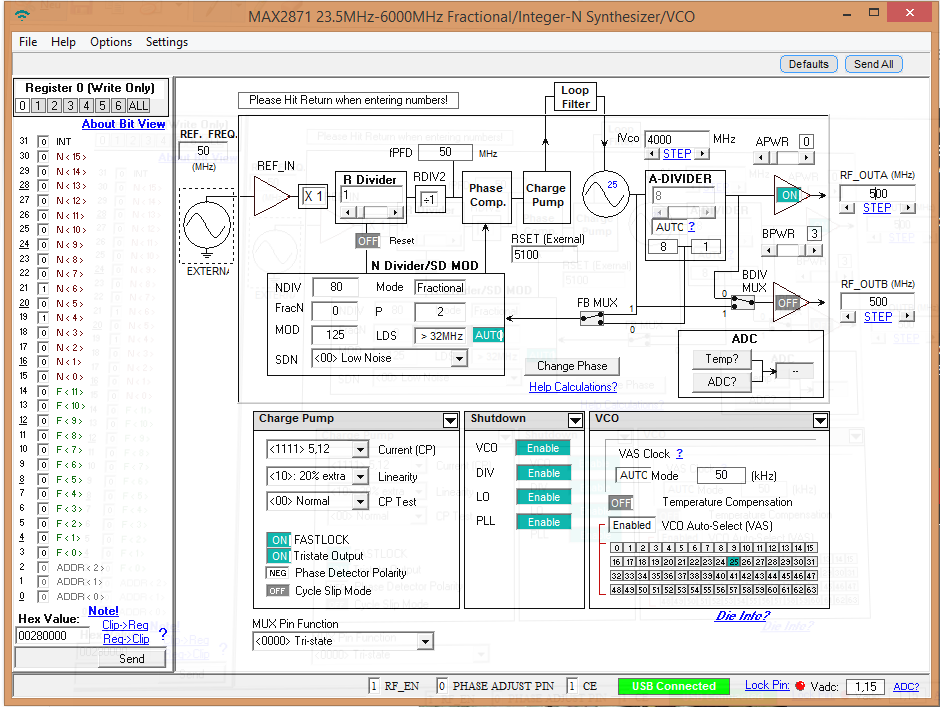 MAX2871 23.5MHz-6000MHz Fractional/Integer-N Synthesizer/VCO
File Help Options Settings
Defaults Send All
Register 0 (Write Only)
0 1 2 3 4 5 6 ALL
About Bit View
31 0 INT
30 0 N < 15>
29 0 N < 14>
28 0 N < 13>
27 0 N < 12>
26 0 N < 11>
25 0 N < 10>
24 0 N < 9>
23 0 N < 8>
22 0 N < 7>
21 1 N < 6>
20 0 N < 5>
19 1 N < 4>
18 0 N < 3>
17 0 N < 2>
16 0 N < 1>
15 0 N < 0>
14 0 F < 11>
13 0 F < 10>
12 0 F < 9>
11 0 F < 8>
10 0 F < 7>
9 0 F < 6>
8 0 F < 5>
7 0 F < 4>
6 0 F < 3>
5 0 F < 2>
4 0 F < 1>
3 0 F < 0>
2 0 ADDR < 2>
1 0 ADDR < 1>
0 0 ADDR < 0>
Note!
Hex Value: Clip->Reg
00280000 Reg->Clip ?
Send
Please Hit Return when entering numbers!
Loop
Filter
REF. FREQ.
50
(MHz)
EXTERNA
REF_IN
X 1
fPFD 50 MHz
R Divider
1
RDIV2
÷1
OFF Reset
Phase
Comp.
Charge
Pump
25
fVco 4000 MHz
STEP
RSET (Exernal)
5100
A-DIVIDER
8
AUTC ?
8 1
APWR 0
ON
RF_OUTA (MHz)
500
STEP
BPWR 3
BDIV
MUX
0
1
OFF
RF_OUTB (MHz)
500
STEP
N Divider/SD MOD
NDIV 80 Mode Fractional
FracN 0 P 2
MOD 125 LDS > 32MHz AUTO
SDN <00> Low Noise
FB MUX
1
0
Change Phase
Help Calculations?
ADC
Temp?
ADC?
--
Charge Pump
<1111> 5,12 Current (CP)
<10>: 20% extra Linearity
<00> Normal CP Test
ON FASTLOCK
ON Tristate Output
NEG Phase Detector Polarity
OFF Cycle Slip Mode
MUX Pin Function
<0000> Tri-state
Shutdown
VCO Enable
DIV Enable
LO Enable
PLL Enable
VCO
VAS Clock ?
AUTC Mode 50 (kHz)
OFF Temperature Compensation
Enabled VCO Auto-Select (VAS)
0 1 2 3 4 5 6 7 8 9 10 11 12 13 14 15
16 17 18 19 20 21 22 23 24 25 26 27 28 29 30 31
32 33 34 35 36 37 38 39 40 41 42 43 44 45 46 47
48 49 50 51 52 53 54 55 56 57 58 59 60 61 62 63
Die Info?
1 RF_EN 0 PHASE ADJUST PIN 1 CE USB Connected Lock Pin: Vadc: 1,15 ADC?